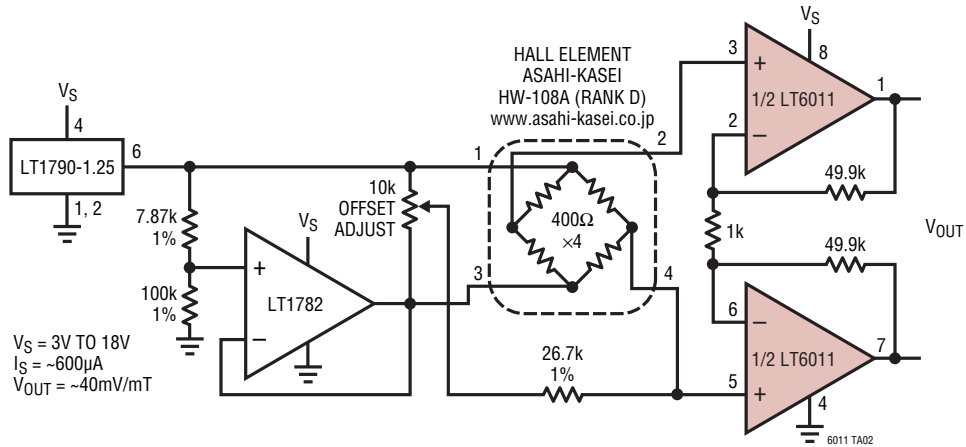 V_S
4
LT1790-1.25
6
1, 2
7.87k
1%
100k
1%
V_S = 3V TO 18V
I_S = ~600µA
V_OUT = ~40mV/mT
V_S
+
LT1782
−
10k
OFFSET
ADJUST
HALL ELEMENT
ASAHI-KASEI
HW-108A (RANK D)
www.asahi-kasei.co.jp
1
2
3
4
400Ω
×4
26.7k
1%
V_S
8
3
+
1/2 LT6011
1
2
−
49.9k
1k
49.9k
V_OUT
6
−
1/2 LT6011
7
5
+
4
6011 TA02